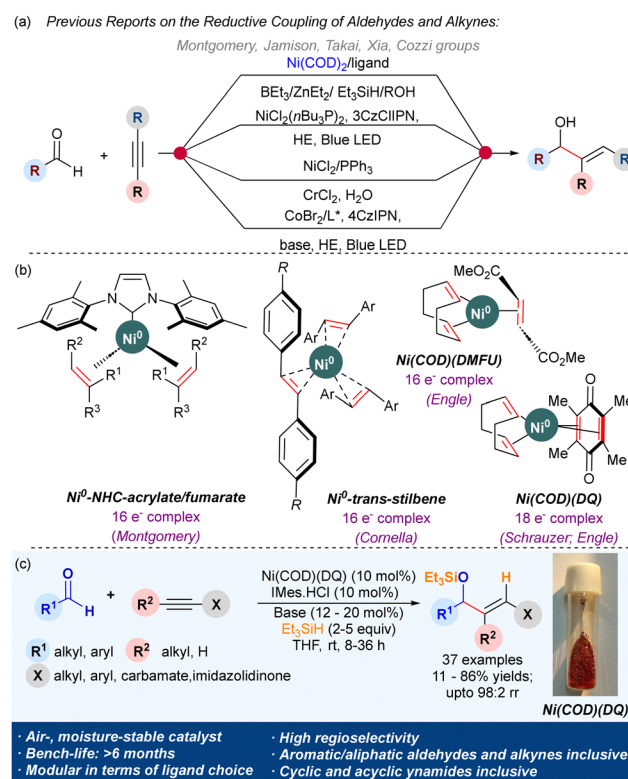 (a) Previous Reports on the Reductive Coupling of Aldehydes and Alkynes:
Montgomery, Jamison, Takai, Xia, Cozzi groups
Ni(COD)2/ligand
BEt3/ZnEt2/ Et3SiH/ROH
NiCl2(nBu3P)2, 3CzClIPN,
HE, Blue LED
NiCl2/PPh3
CrCl2, H2O
CoBr2/L*, 4CzIPN,
base, HE, Blue LED
O
R
H
+
R
R
OH
R
R
R
(b)
N
N
Ni0
R2
R1
R3
R2
R1
R3
Ni0-NHC-acrylate/fumarate
16 e- complex
(Montgomery)
R
Ar
Ar
Ni0
Ar
Ar
R
Ni0-trans-stilbene
16 e- complex
(Cornella)
MeO2C
Ni0
CO2Me
Ni(COD)(DMFU)
16 e- complex
(Engle)
O
Me
Me
Ni0
Me
Me
O
Ni(COD)(DQ)
18 e- complex
(Schrauzer; Engle)
(c)
O
R1
H
+
R2
X
R1 alkyl, aryl
R2 alkyl, H
X alkyl, aryl, carbamate,imidazolidinone
Ni(COD)(DQ) (10 mol%)
IMes.HCl (10 mol%)
Base (12 - 20 mol%)
Et3SiH (2-5 equiv)
THF, rt, 8-36 h
Et3SiO
H
R1
X
R2
37 examples
11 - 86% yields;
upto 98:2 rr
Ni(COD)(DQ)
· Air-, moisture-stable catalyst
· Bench-life: >6 months
· Modular in terms of ligand choice
· High regioselectivity
· Aromatic/aliphatic aldehydes and alkynes inclusive
· Cyclic and acyclic ynamides inclusive